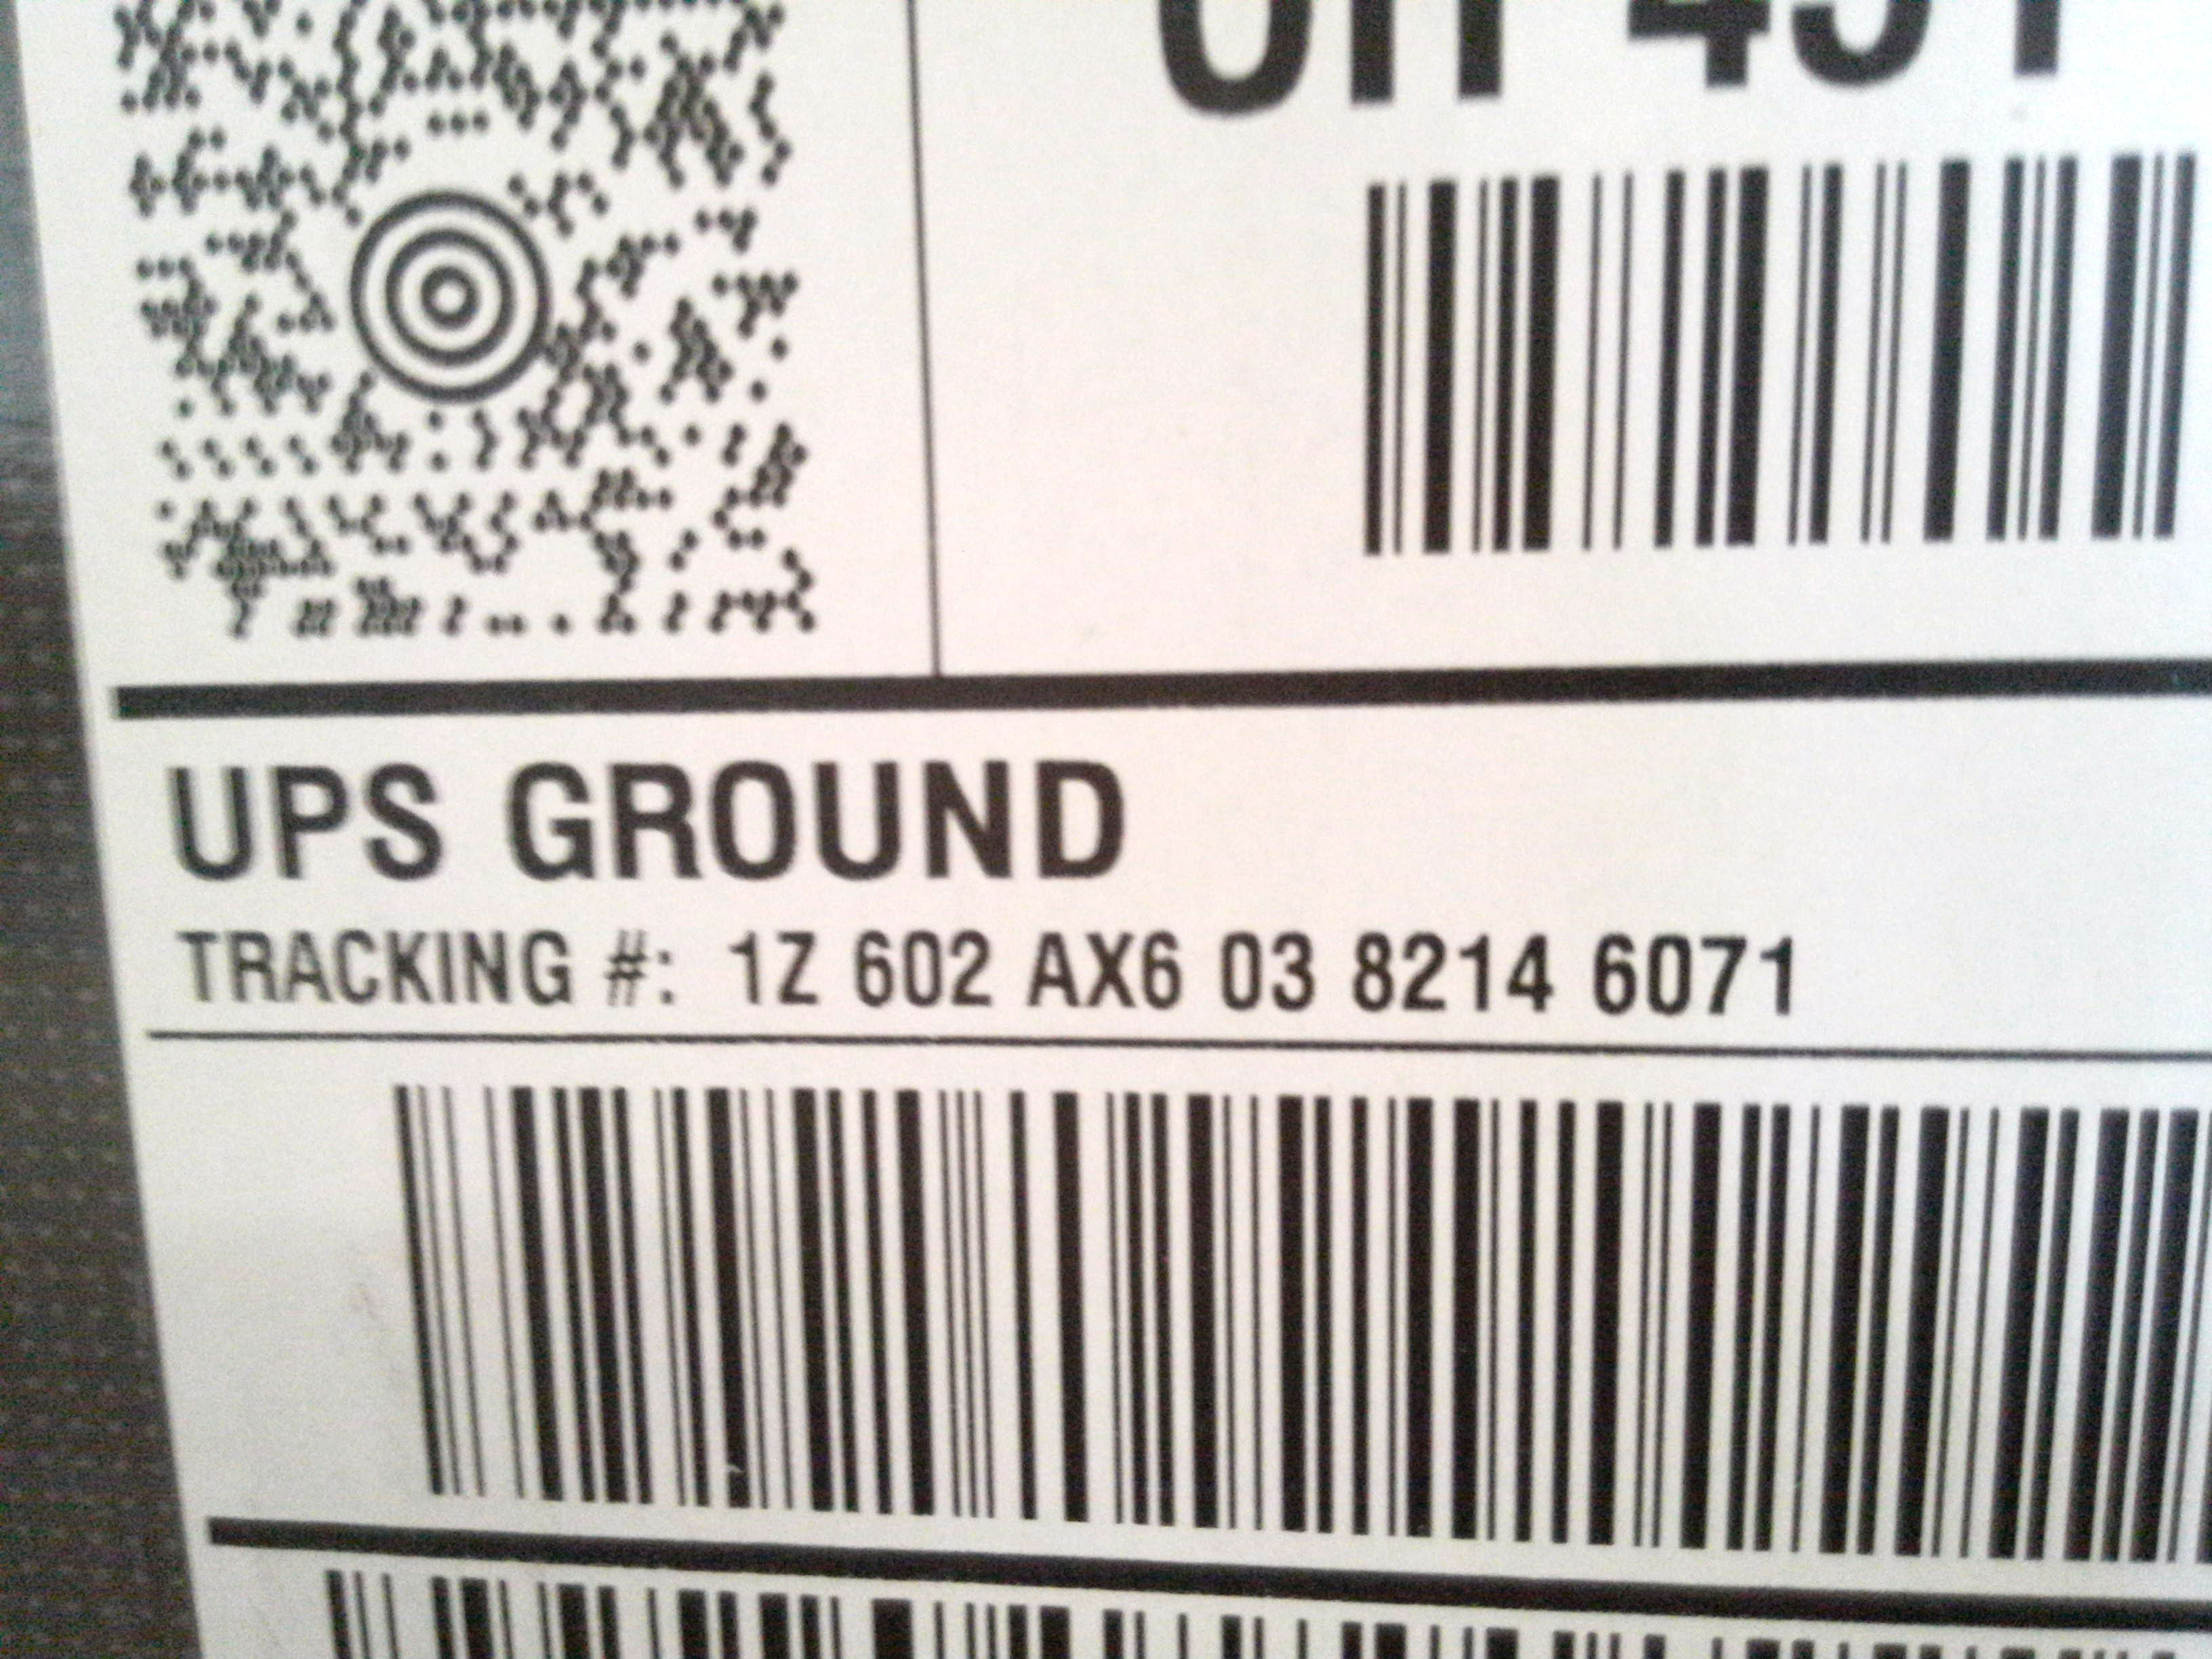 UPS GROUND
TRACKING #: 1Z 602 AX6 03 8214 6071